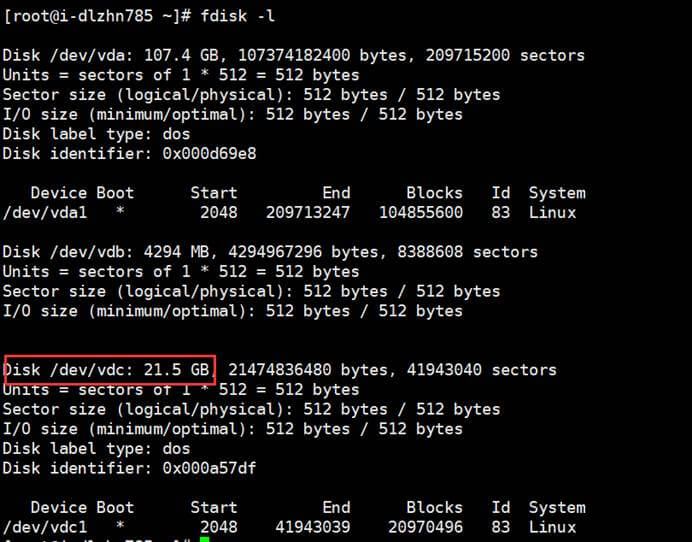 [root@i-dlzhn785 ~]# fdisk -l
Disk /dev/vda: 107.4 GB, 107374182400 bytes, 209715200 sectors
Units = sectors of 1 * 512 = 512 bytes
Sector size (logical/physical): 512 bytes / 512 bytes
I/O size (minimum/optimal): 512 bytes / 512 bytes
Disk label type: dos
Disk identifier: 0x000d69e8
Device Boot Start End Blocks Id System
/dev/vda1 * 2048 209713247 104855600 83 Linux
Disk /dev/vdb: 4294 MB, 4294967296 bytes, 8388608 sectors
Units = sectors of 1 * 512 = 512 bytes
Sector size (logical/physical): 512 bytes / 512 bytes
I/O size (minimum/optimal): 512 bytes / 512 bytes
Disk /dev/vdc: 21.5 GB, 21474836480 bytes, 41943040 sectors
Units = sectors of 1 * 512 = 512 bytes
Sector size (logical/physical): 512 bytes / 512 bytes
I/O size (minimum/optimal): 512 bytes / 512 bytes
Disk label type: dos
Disk identifier: 0x000a57df
Device Boot Start End Blocks Id System
/dev/vdc1 * 2048 41943039 20970496 83 Linux